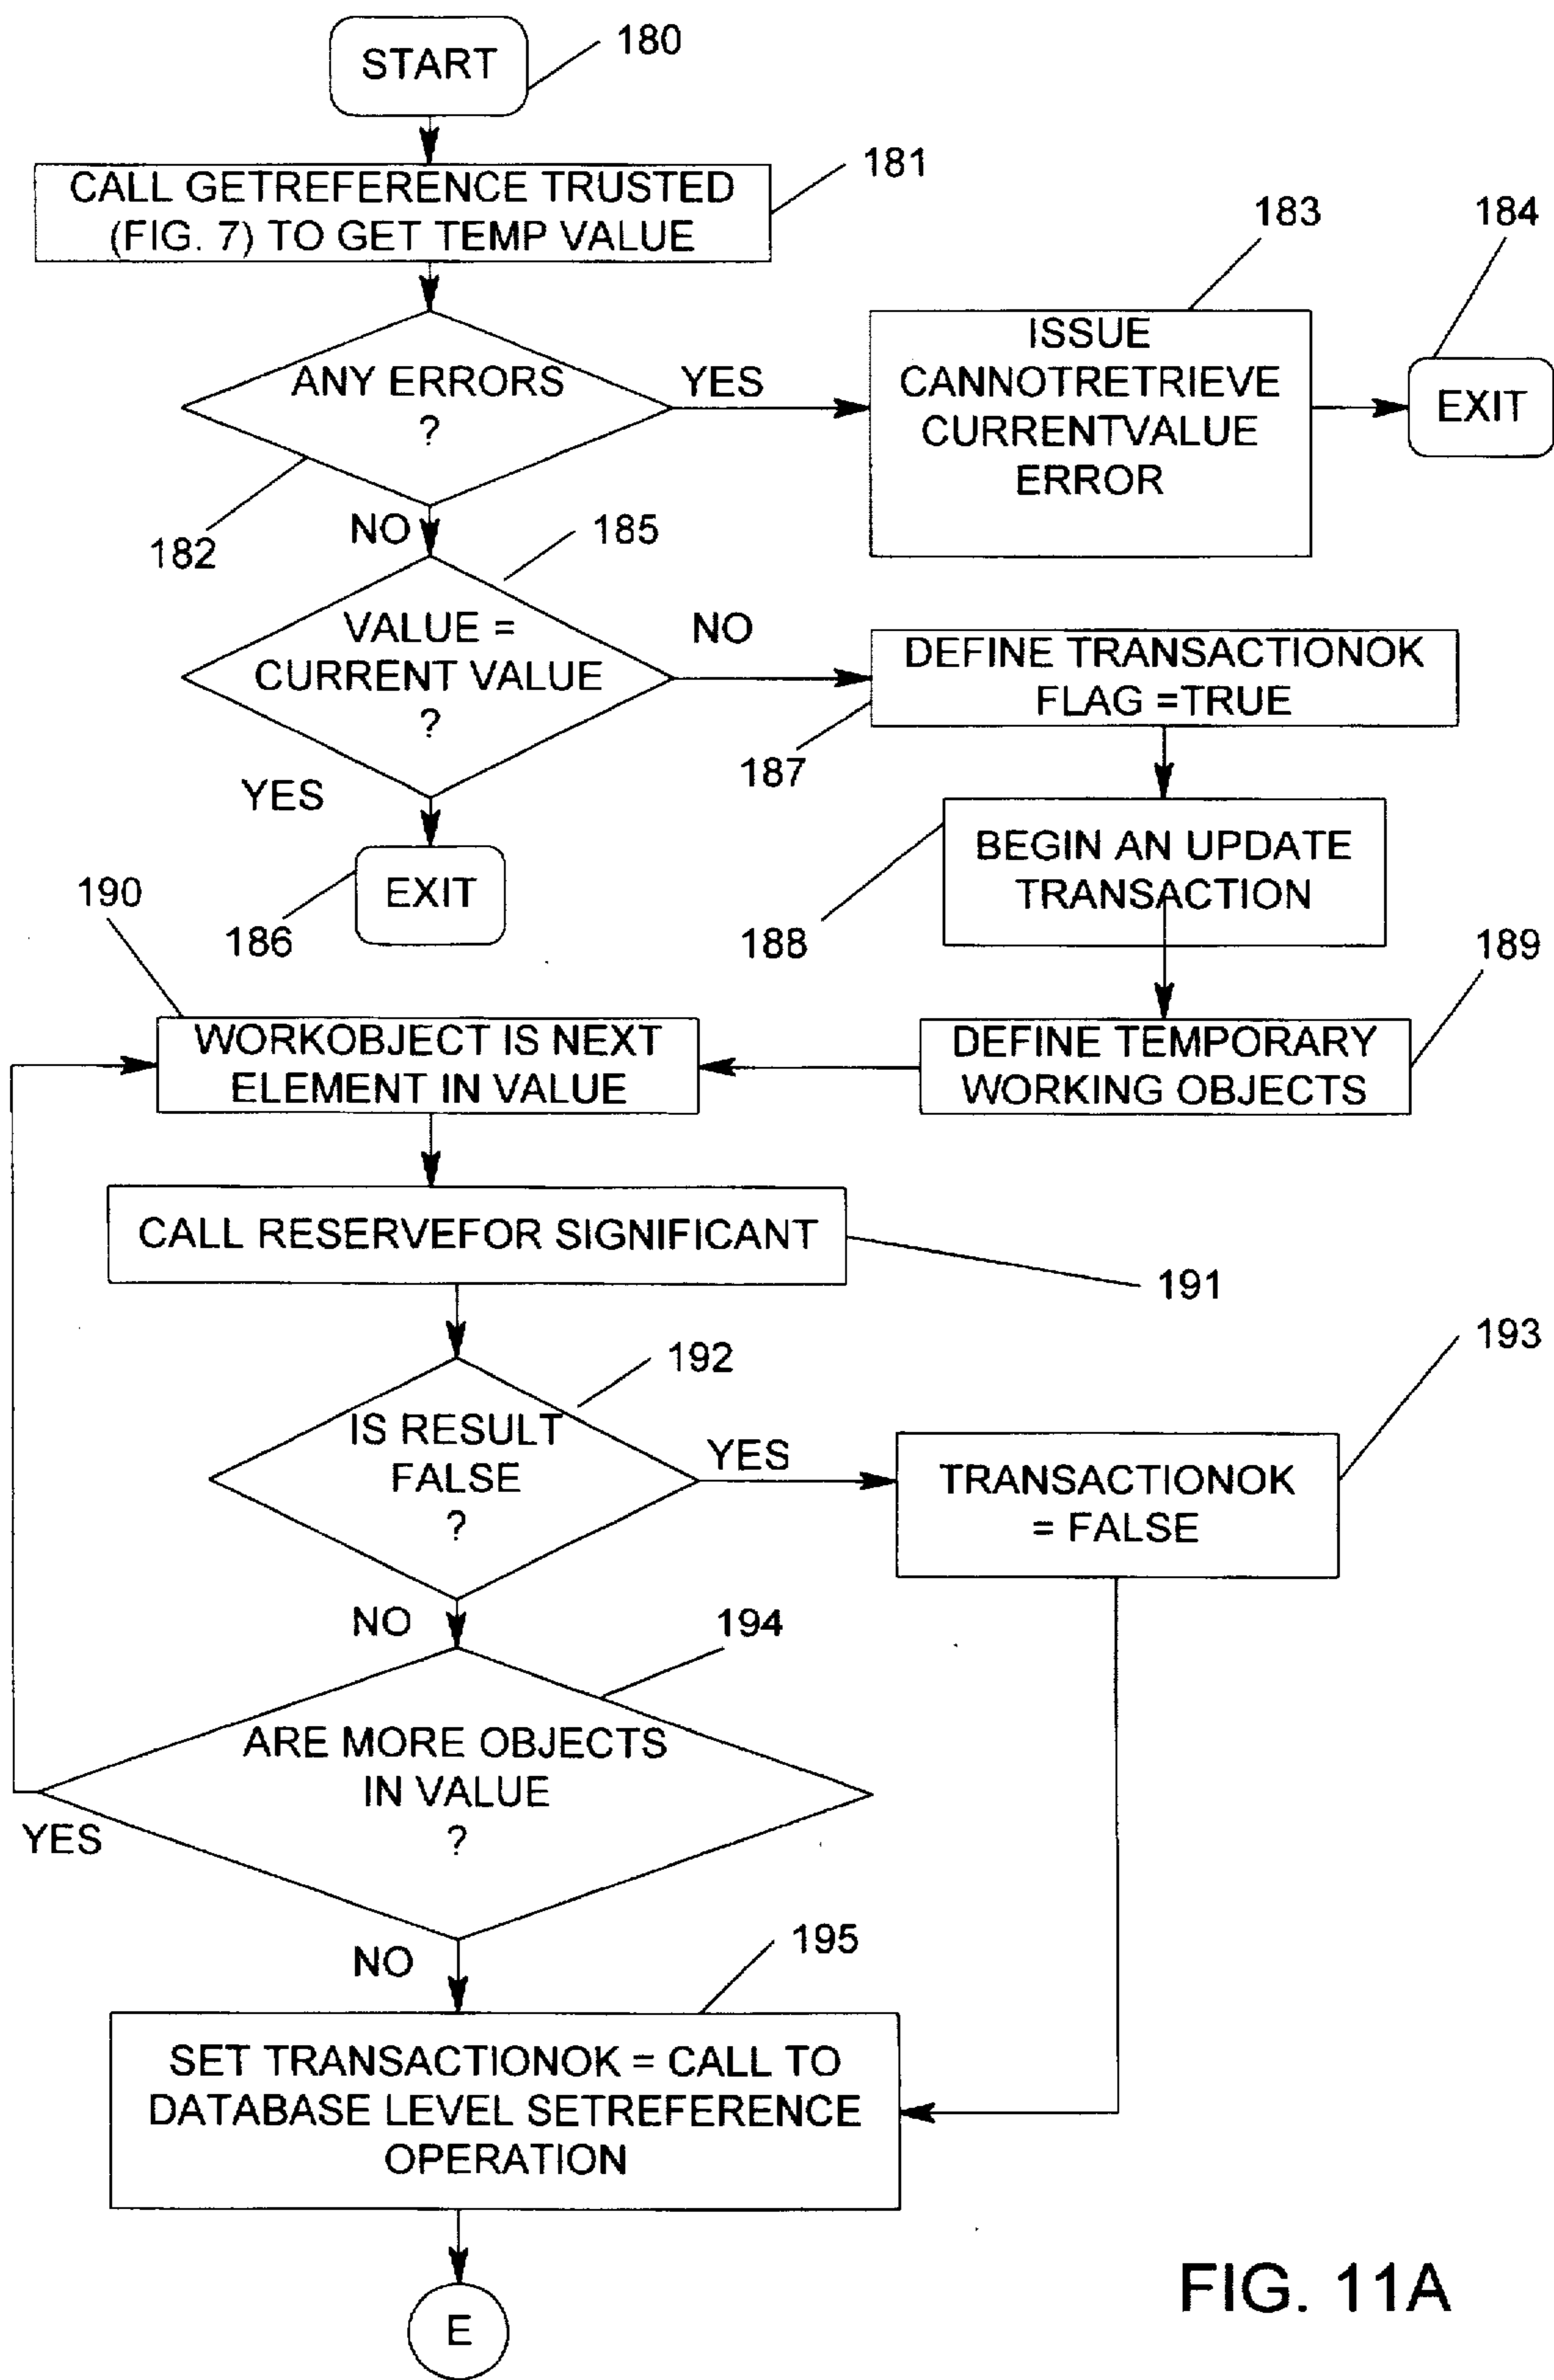 START
180
CALL GETREFERENCE TRUSTED
(FIG. 7) TO GET TEMP VALUE
181
ANY ERRORS
?
182
YES
ISSUE
CANNOTRETRIEVE
CURRENTVALUE
ERROR
183
EXIT
184
NO
185
VALUE =
CURRENT VALUE
?
NO
DEFINE TRANSACTIONOK
FLAG =TRUE
187
YES
EXIT
186
BEGIN AN UPDATE
TRANSACTION
188
189
DEFINE TEMPORARY
WORKING OBJECTS
190
WORKOBJECT IS NEXT
ELEMENT IN VALUE
CALL RESERVEFOR SIGNIFICANT
191
192
IS RESULT
FALSE
?
YES
193
TRANSACTIONOK
= FALSE
NO
194
ARE MORE OBJECTS
IN VALUE
?
YES
NO
195
SET TRANSACTIONOK = CALL TO
DATABASE LEVEL SETREFERENCE
OPERATION
E
FIG. 11A